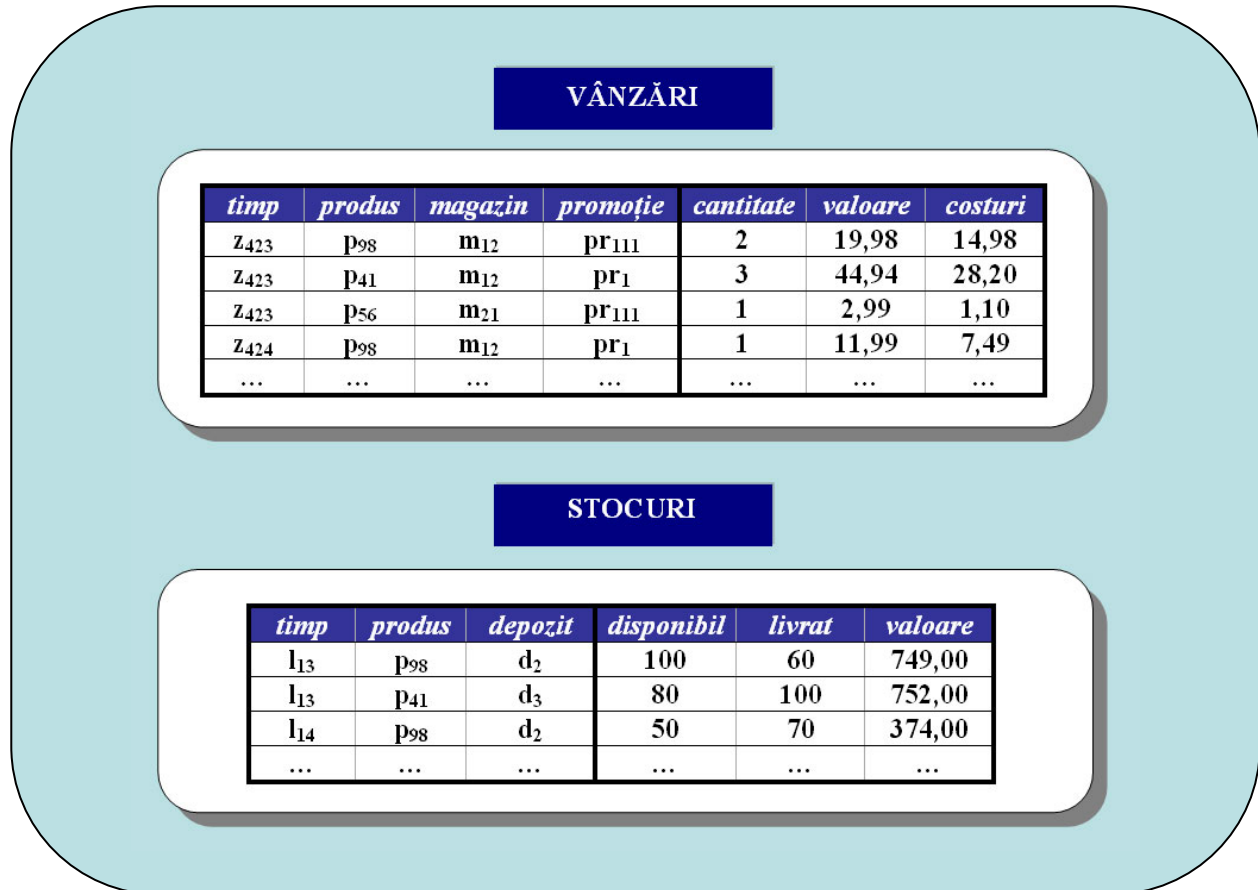 VÂNZĂRI
timp produs magazin promoție cantitate valoare costuri
z423 p98 m12 pr111 2 19,98 14,98
z423 p41 m12 pr1 3 44,94 28,20
z423 p56 m21 pr111 1 2,99 1,10
z424 p98 m12 pr1 1 11,99 7,49
... ... ... ... ... ... ...
STOCURI
timp produs depozit disponibil livrat valoare
l13 p98 d2 100 60 749,00
l13 p41 d3 80 100 752,00
l14 p98 d2 50 70 374,00
... ... ... ... ... ...